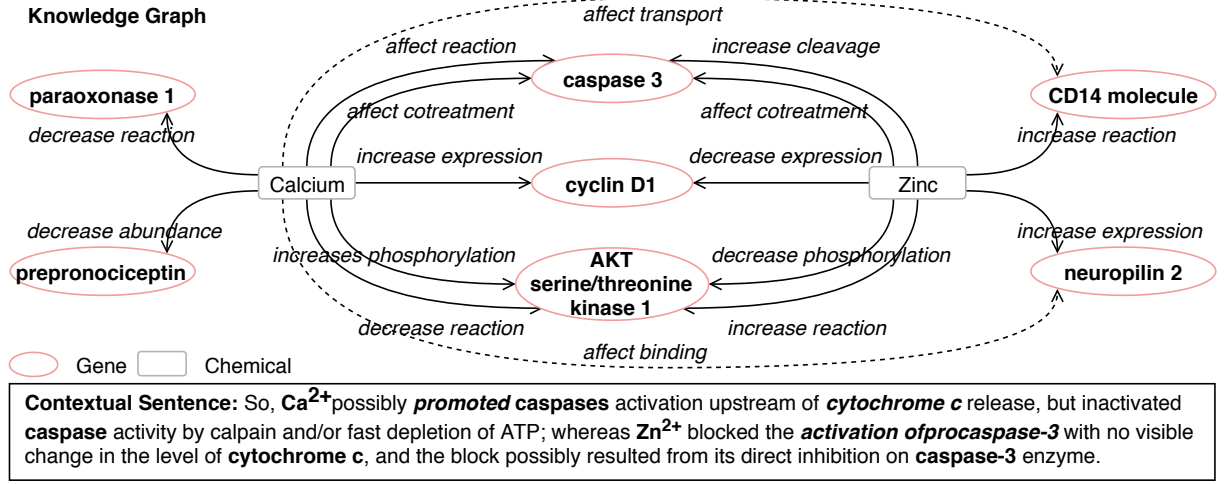 Knowledge Graph
affect transport
affect reaction
increase cleavage
caspase 3
paraoxonase 1
CD14 molecule
affect cotreatment
affect cotreatment
decrease reaction
increase reaction
increase expression
decrease expression
Calcium
cyclin D1
Zinc
decrease abundance
increase expression
increases phosphorylation
AKT
serine/threonine
kinase 1
decrease phosphorylation
prepronociceptin
neuropilin 2
decrease reaction
increase reaction
affect binding
Gene
Chemical
Contextual Sentence: So, Ca2+possibly promoted caspases activation upstream of cytochrome c release, but inactivated
caspase activity by calpain and/or fast depletion of ATP; whereas Zn2+ blocked the activation ofprocaspase-3 with no visible
change in the level of cytochrome c, and the block possibly resulted from its direct inhibition on caspase-3 enzyme.